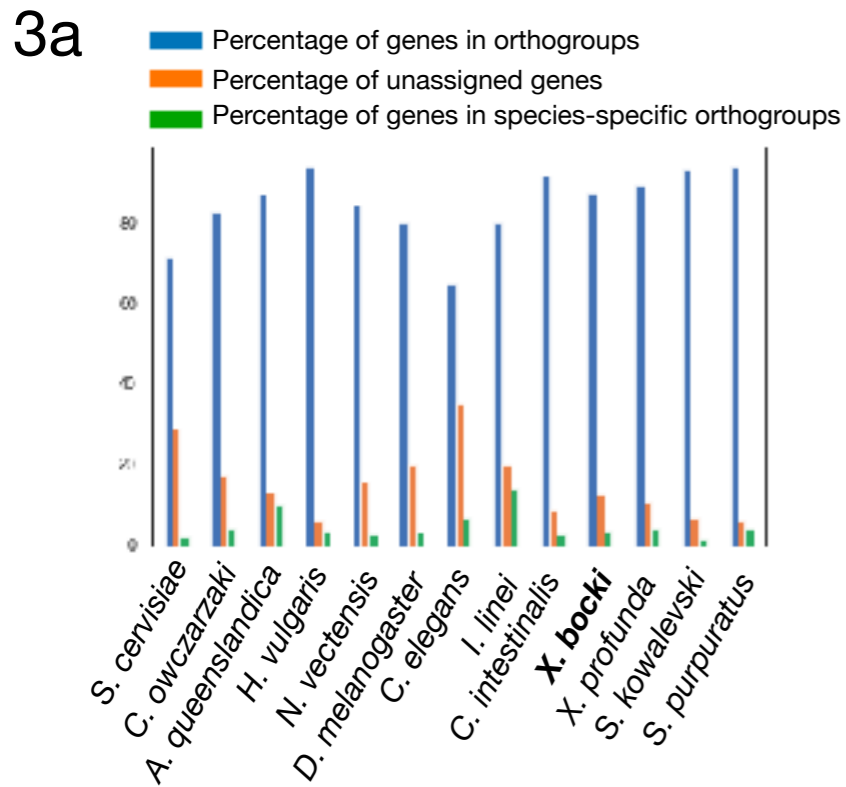 3a
Percentage of genes in orthogroups
Percentage of unassigned genes
Percentage of genes in species-specific orthogroups
80
60
40
20
0
S. cervisiae
C. owczarzaki
A. queenslandica
H. vulgaris
N. vectensis
D. melanogaster
C. elegans
I. linei
C. intestinalis
X. bocki
X. profunda
S. kowalevski
S. purpuratus